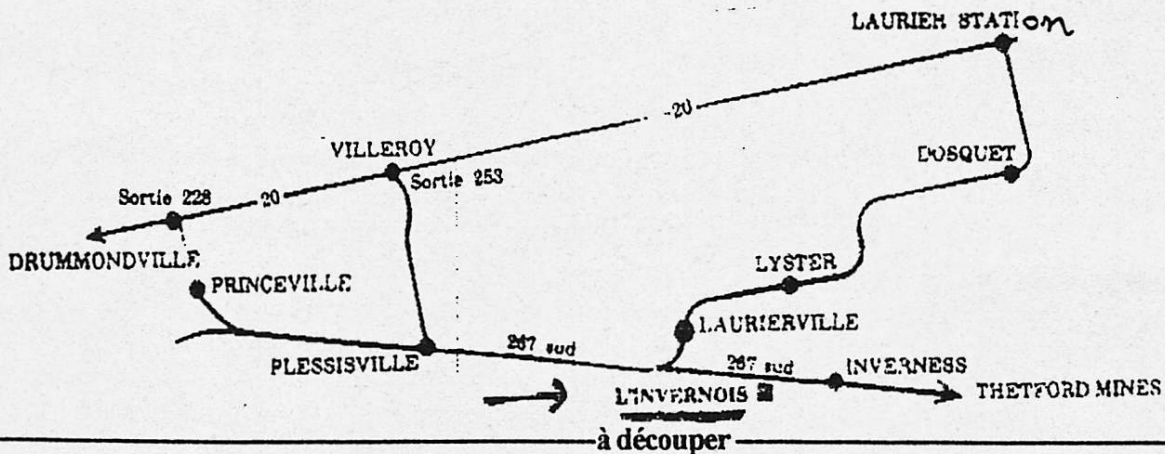 LAURIER STATION
20
VILLEROY
DOSQUET
Sortie 253
Sortie 228
20
DRUMMONDVILLE
PRINCEVILLE
LYSTER
LAURIERVILLE
PLESSISVILLE
267 sud
267 sud
INVERNESS
L'INVERNOIS
THETFORD MINES
à découper